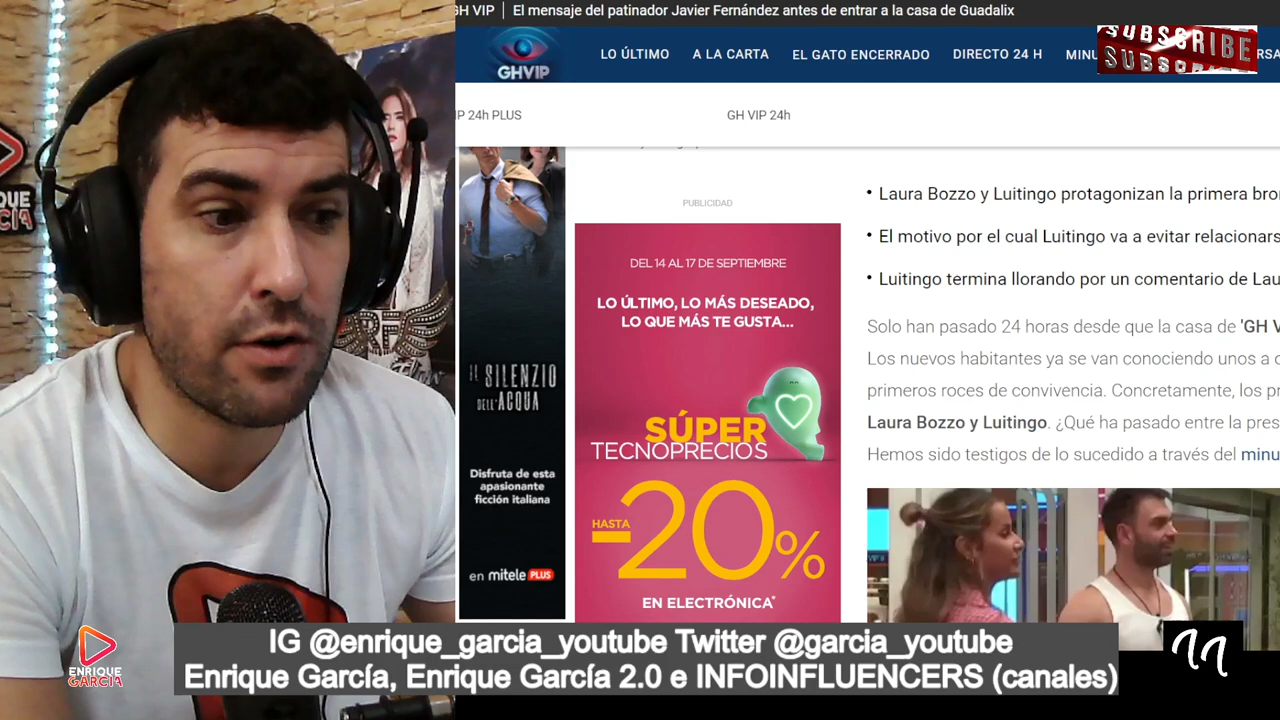 GH VIP | El mensaje del patinador Javier Fernández antes de entrar a la casa de Guadalix
GHVIP
LO ÚLTIMO
A LA CARTA
EL GATO ENCERRADO
DIRECTO 24 H
SUBSCRIBE
IP 24h PLUS
GH VIP 24h
PUBLICIDAD
DEL 14 AL 17 DE SEPTIEMBRE
LO ÚLTIMO, LO MÁS DESEADO,
LO QUE MÁS TE GUSTA...
SÚPER
TECNOPRECIOS
HASTA
-20%
EN ELECTRÓNICA*
IL SILENZIO
DELL'ACQUA
Disfruta de esta
apasionante
ficción italiana
en mitele PLUS
• Laura Bozzo y Luitingo protagonizan la primera bro
• El motivo por el cual Luitingo va a evitar relacionars
• Luitingo termina llorando por un comentario de Lau
Solo han pasado 24 horas desde que la casa de 'GH V
Los nuevos habitantes ya se van conociendo unos a o
primeros roces de convivencia. Concretamente, los pr
Laura Bozzo y Luitingo. ¿Qué ha pasado entre la pres
Hemos sido testigos de lo sucedido a través del minu
IG @enrique_garcia_youtube Twitter @garcia_youtube
Enrique García, Enrique García 2.0 e INFOINFLUENCERS (canales)
ENRIQUE
GARCIA